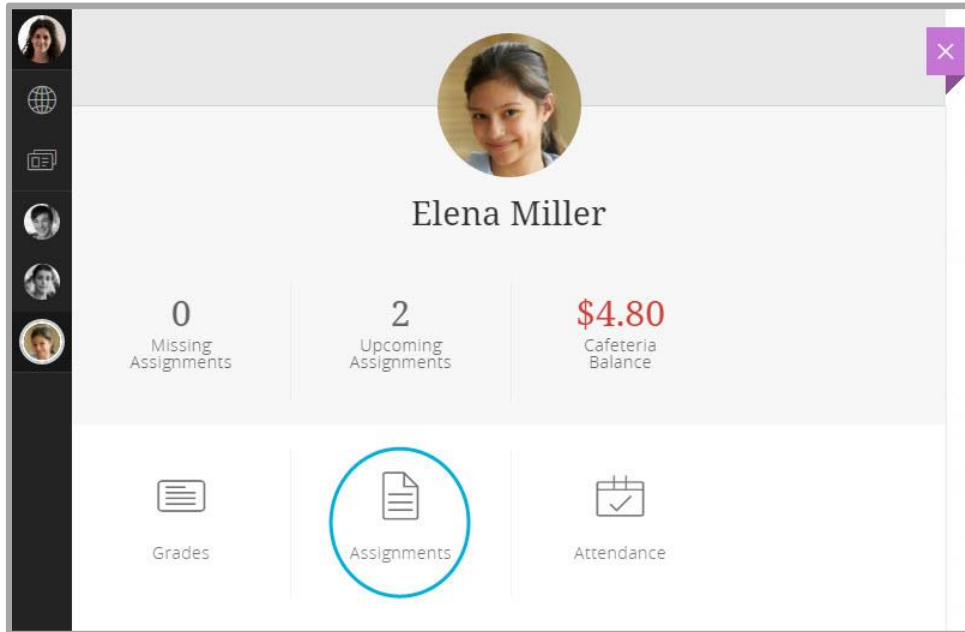 Elena Miller
0
Missing
Assignments
2
Upcoming
Assignments
$4.80
Cafeteria
Balance
Grades
Assignments
Attendance